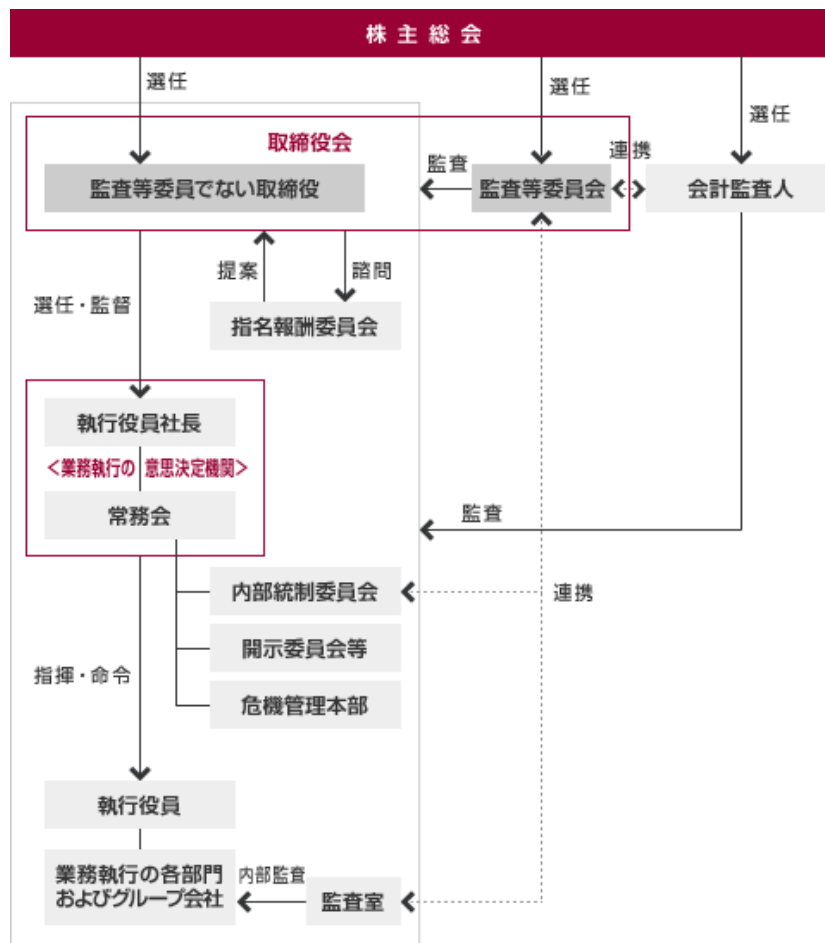 株主総会
選任
選任
選任
取締役会
監査等委員でない取締役
監査
監査等委員会
連携
会計監査人
提案
諮問
選任・監督
指名報酬委員会
執行役員社長
＜業務執行の 意思決定機関＞
常務会
監査
内部統制委員会
連携
開示委員会等
指揮・命令
危機管理本部
執行役員
業務執行の各部門
およびグループ会社
内部監査
監査室